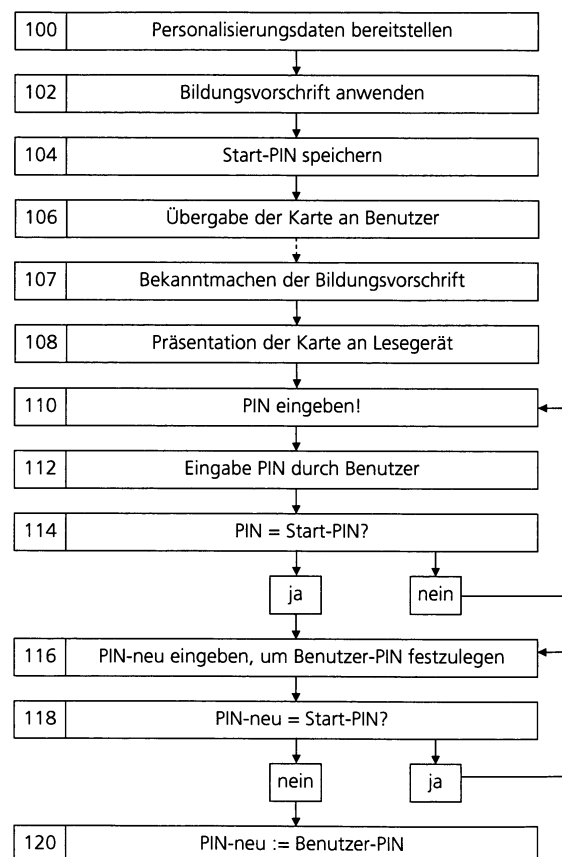 100 Personalisierungsdaten bereitstellen
102 Bildungsvorschrift anwenden
104 Start-PIN speichern
106 Übergabe der Karte an Benutzer
107 Bekanntmachen der Bildungsvorschrift
108 Präsentation der Karte an Lesegerät
110 PIN eingeben!
112 Eingabe PIN durch Benutzer
114 PIN = Start-PIN?
ja nein
116 PIN-neu eingeben, um Benutzer-PIN festzulegen
118 PIN-neu = Start-PIN?
nein ja
120 PIN-neu := Benutzer-PIN